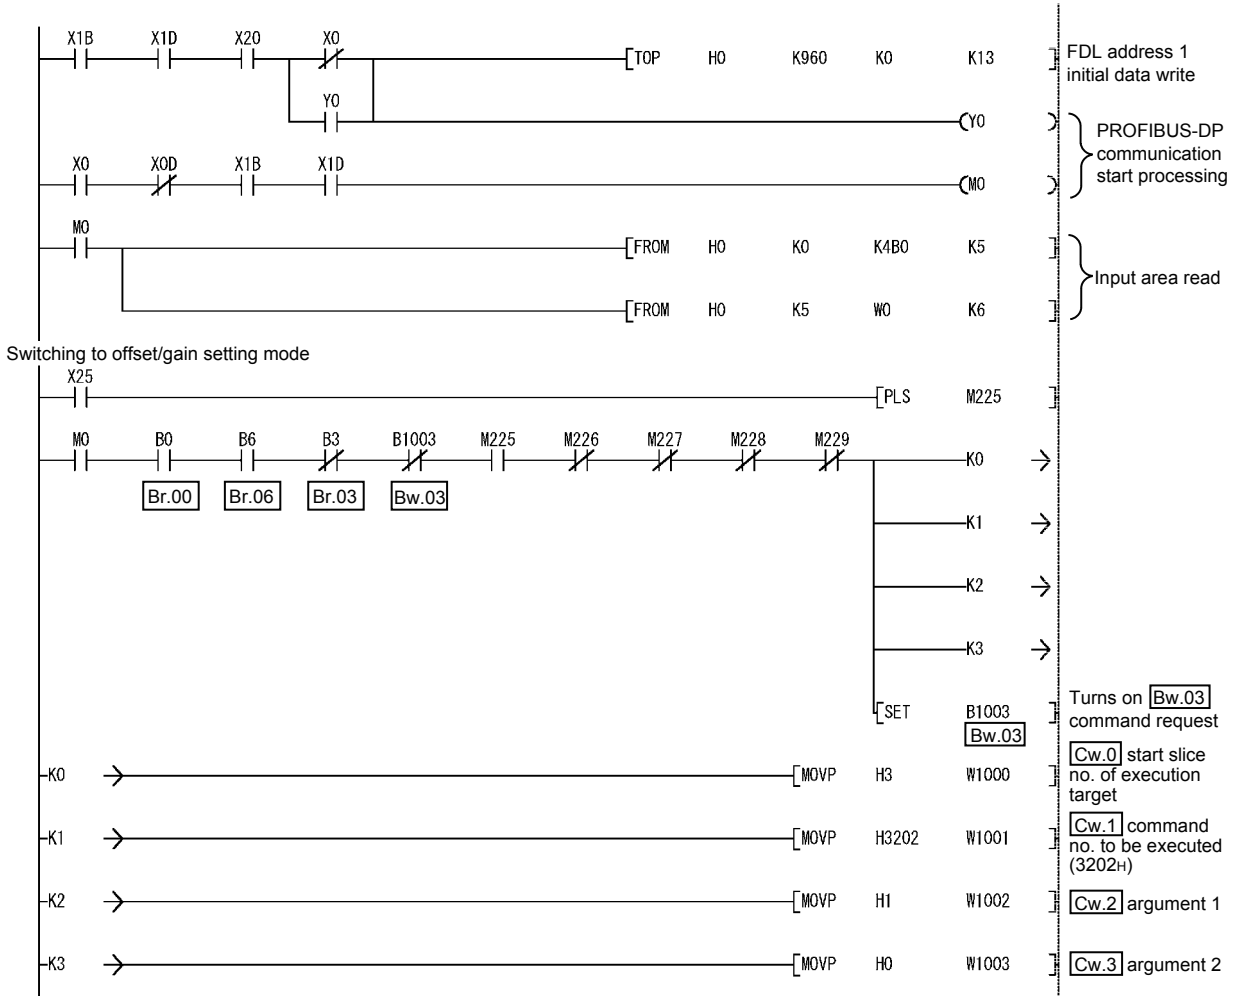 X1B X1D X20 X0
TOP H0 K960 K0 K13
FDL address 1
initial data write
Y0
Y0
PROFIBUS-DP
communication
start processing
X0 X0D X1B X1D
M0
M0
FROM H0 K0 K4B0 K5
Input area read
FROM H0 K5 W0 K6
Switching to offset/gain setting mode
X25
PLS M225
M0 B0 B6 B3 B1003 M225 M226 M227 M228 M229
K0
Br.00 Br.06 Br.03 Bw.03
K1
K2
K3
SET B1003
Bw.03
Turns on Bw.03
command request
K0
MOVP H3 W1000
Cw.0 start slice
no. of execution
target
K1
MOVP H3202 W1001
Cw.1 command
no. to be executed
(3202H)
K2
MOVP H1 W1002
Cw.2 argument 1
K3
MOVP H0 W1003
Cw.3 argument 2